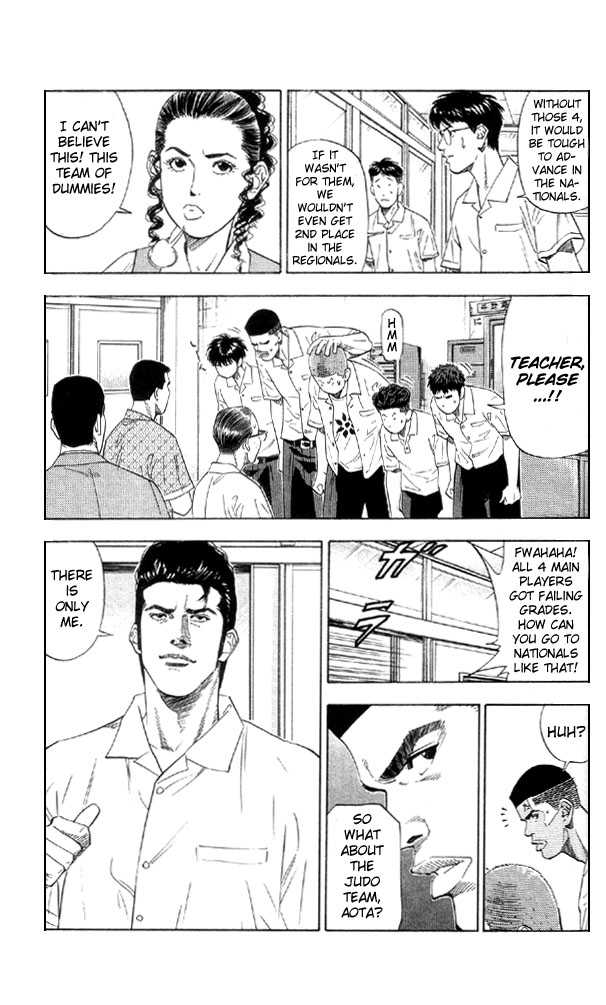 WITHOUT
THOSE 4,
IT WOULD
BE TOUGH
TO AD-
VANCE IN
THE NA-
TIONALS.
IF IT
WASN'T
FOR THEM,
WE
WOULDN'T
EVEN GET
2ND PLACE
IN THE
REGIONALS.
I CAN'T
BELIEVE
THIS! THIS
TEAM OF
DUMMIES!
TEACHER,
PLEASE
...!!
HMM
FWAHAHA!
ALL 4 MAIN
PLAYERS
GOT FAILING
GRADES.
HOW CAN
YOU GO TO
NATIONALS
LIKE THAT!
ガラ
HUH?
SO
WHAT
ABOUT
THE
JUDO
TEAM,
AOTA?
THERE
IS
ONLY
ME.